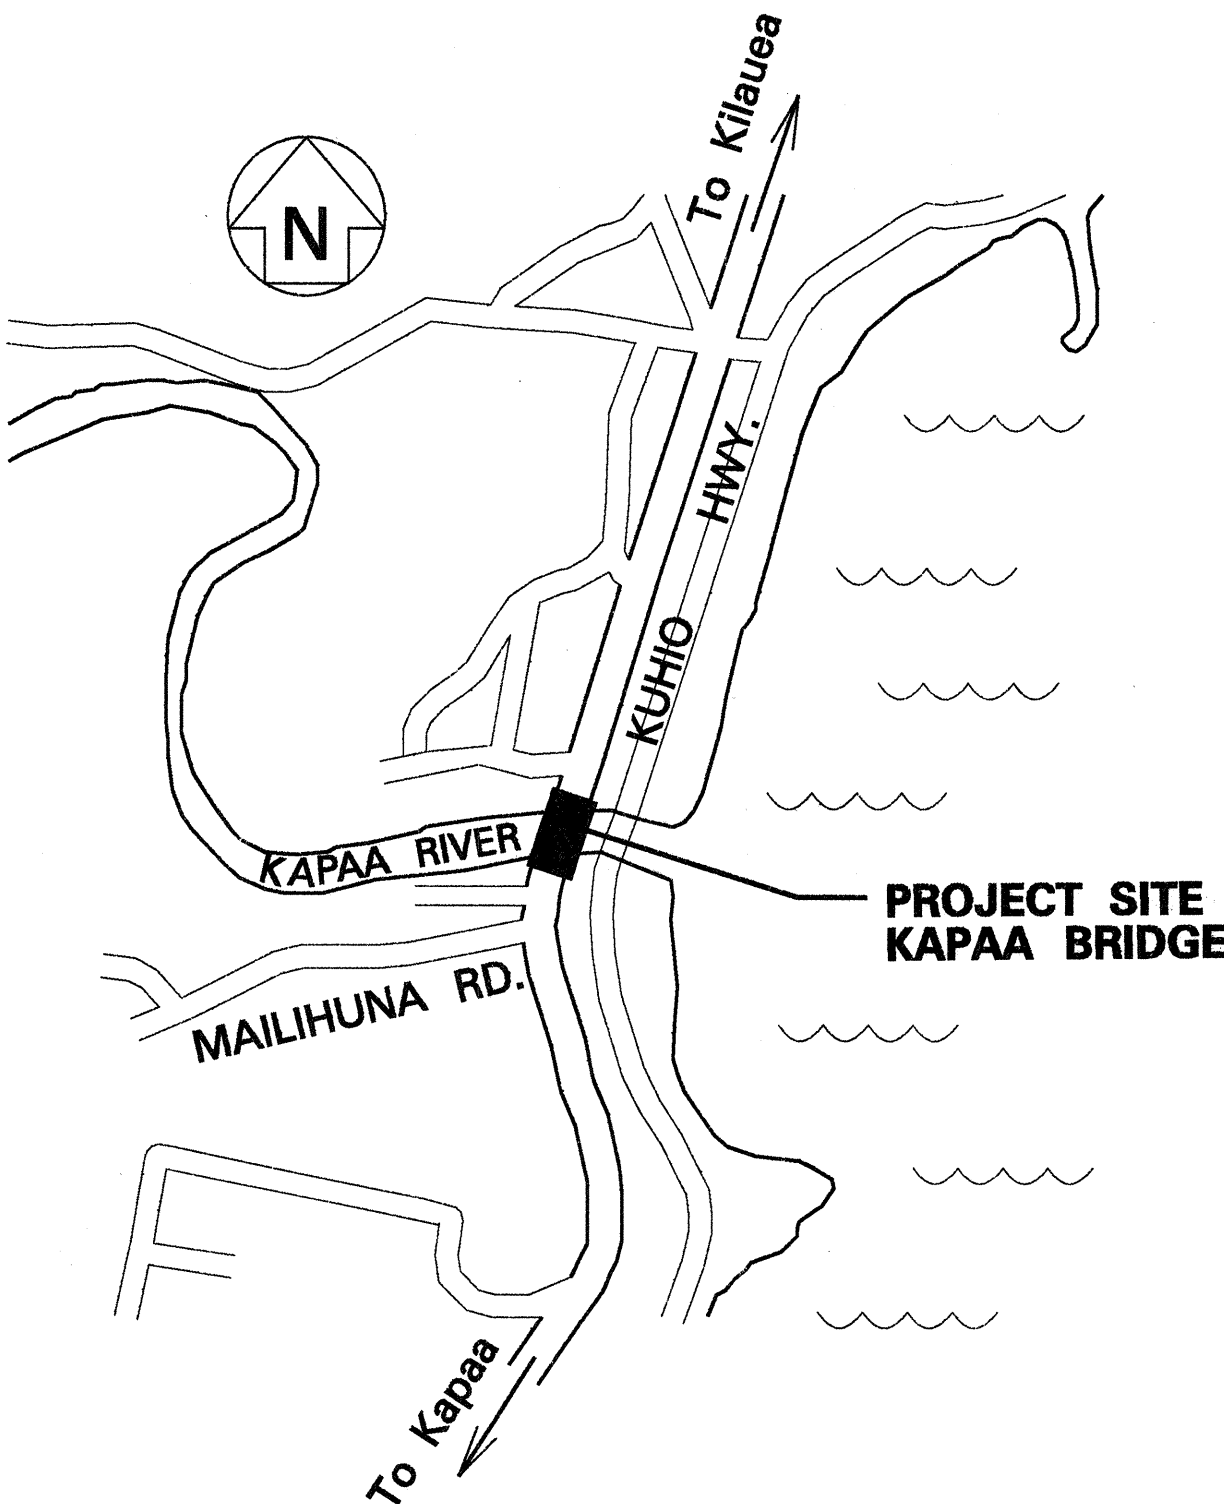 To Kilauea
N
KUHIO HWY.
KAPAA RIVER
PROJECT SITE
KAPAA BRIDGE
MAILIHUNA RD.
To Kapaa